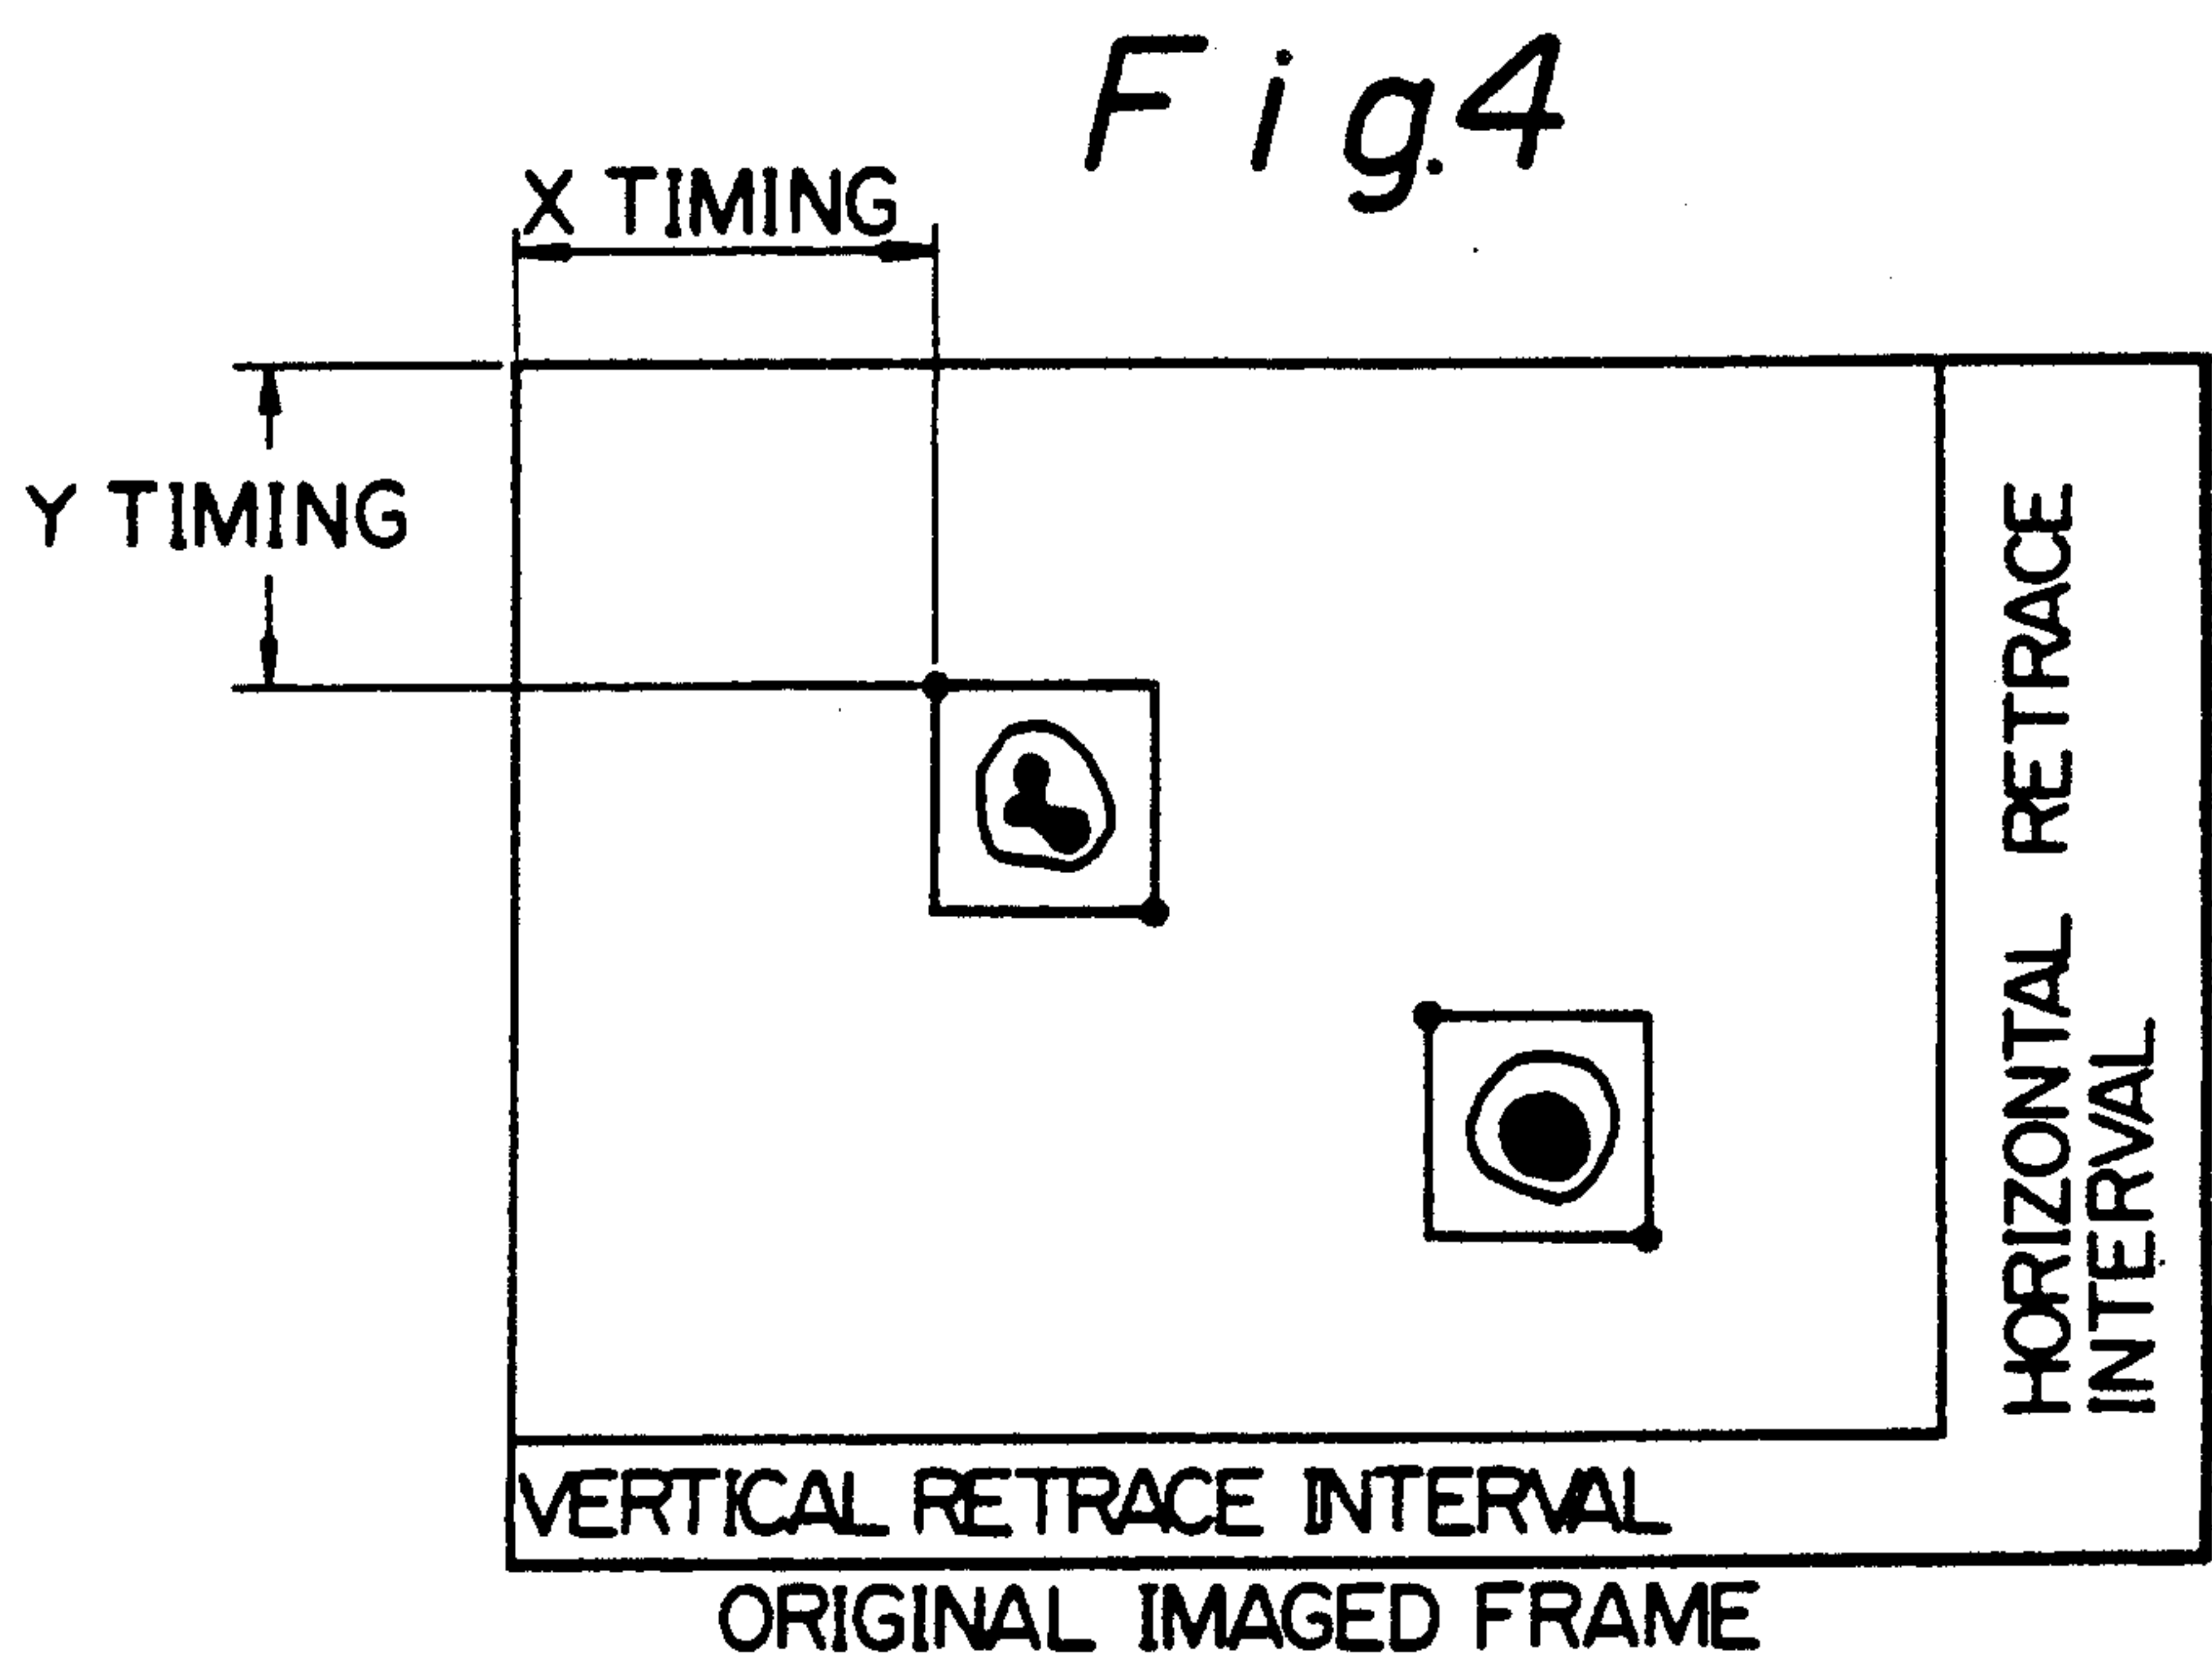 Fig.4
X TIMING
Y TIMING
HORIZONTAL RETRACE
INTERVAL
VERTICAL RETRACE INTERVAL
ORIGINAL IMAGED FRAME